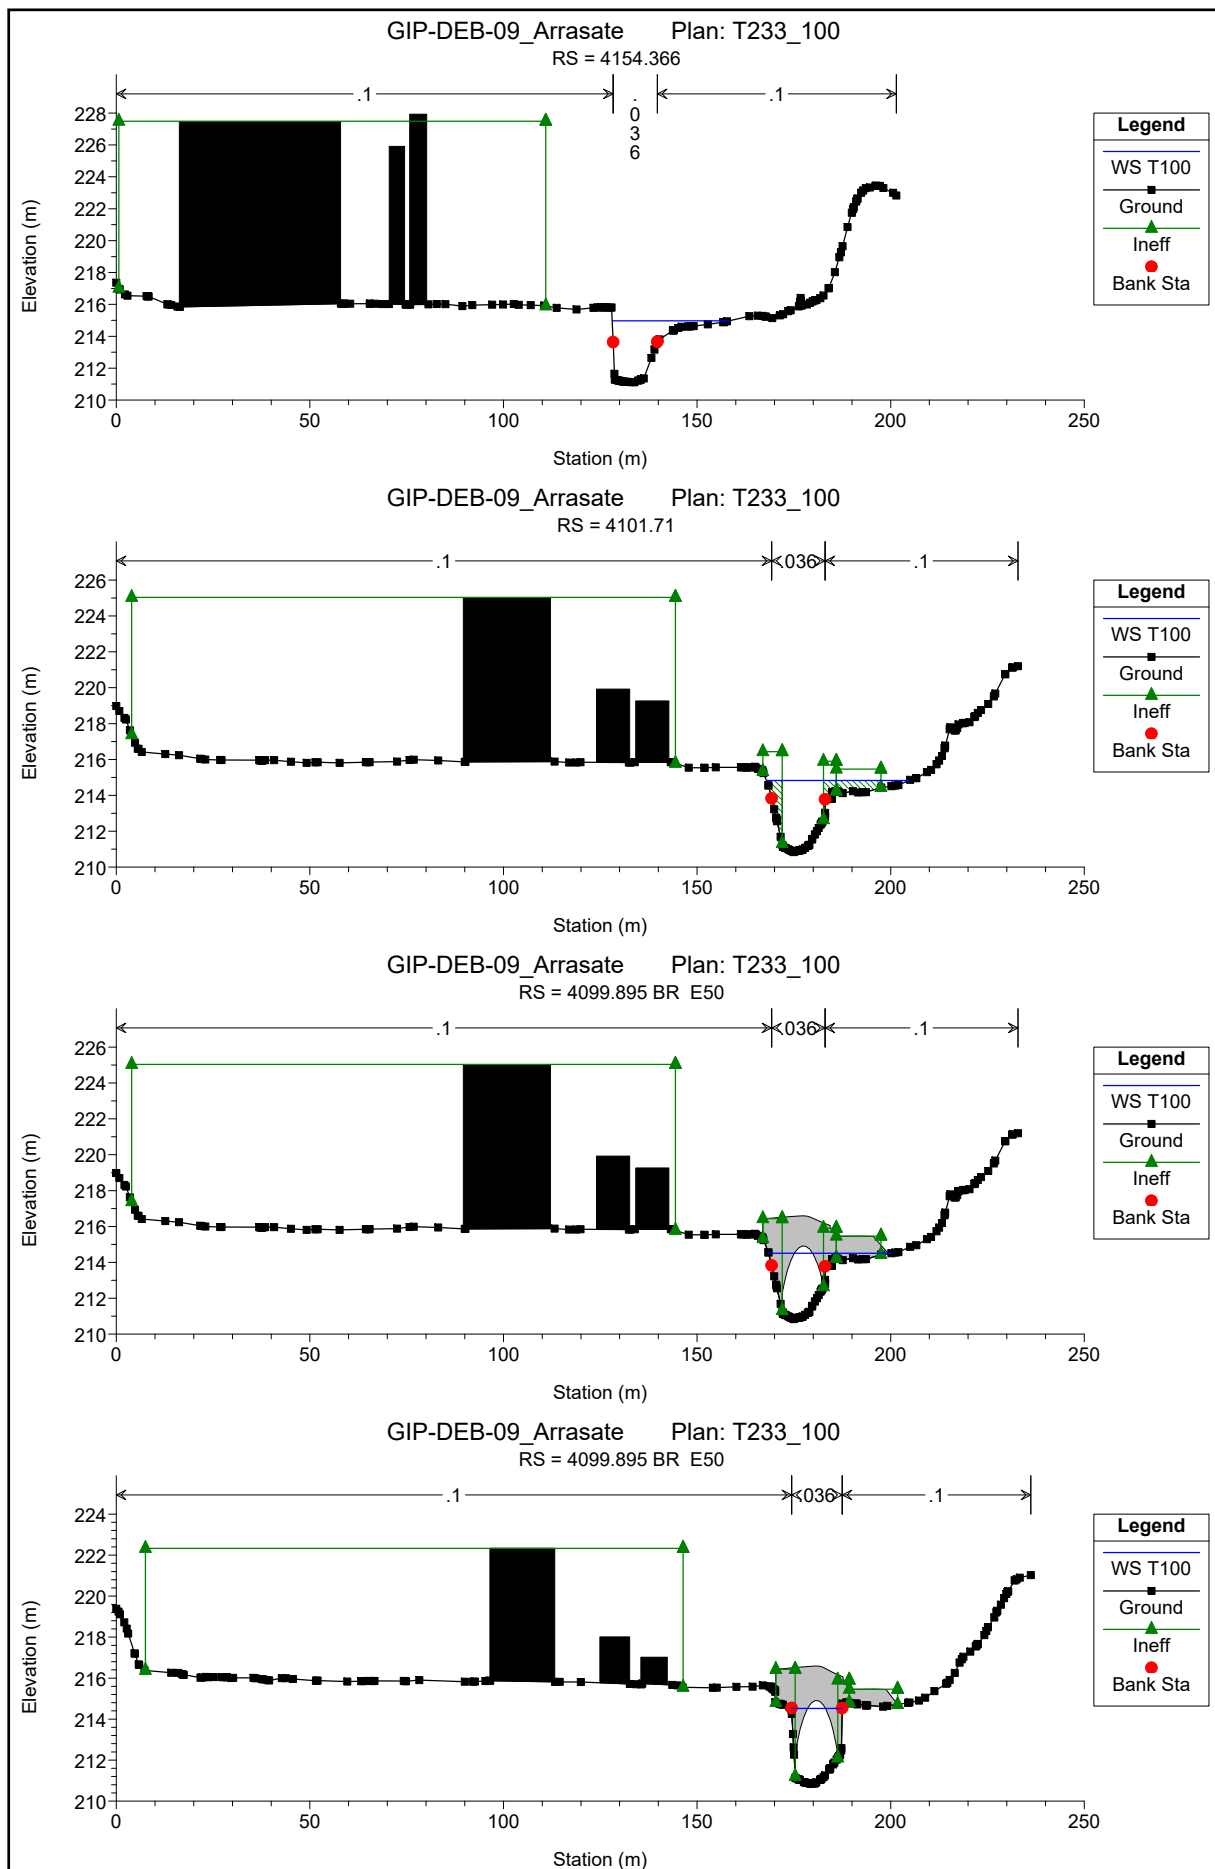 GIP-DEB-09_Arrasate Plan: T233_100
RS = 4154.366
.1 .036 .1
228
226
224
222
220
218
216
214
212
210
Elevation (m)
0 50 100 150 200 250
Station (m)
Legend
WS T100
Ground
Ineff
Bank Sta
GIP-DEB-09_Arrasate Plan: T233_100
RS = 4101.71
.1 .036 .1
226
224
222
220
218
216
214
212
210
Elevation (m)
0 50 100 150 200 250
Station (m)
Legend
WS T100
Ground
Ineff
Bank Sta
GIP-DEB-09_Arrasate Plan: T233_100
RS = 4099.895 BR E50
.1 .036 .1
226
224
222
220
218
216
214
212
210
Elevation (m)
0 50 100 150 200 250
Station (m)
Legend
WS T100
Ground
Ineff
Bank Sta
GIP-DEB-09_Arrasate Plan: T233_100
RS = 4099.895 BR E50
.1 .036 .1
224
222
220
218
216
214
212
210
Elevation (m)
0 50 100 150 200 250
Station (m)
Legend
WS T100
Ground
Ineff
Bank Sta